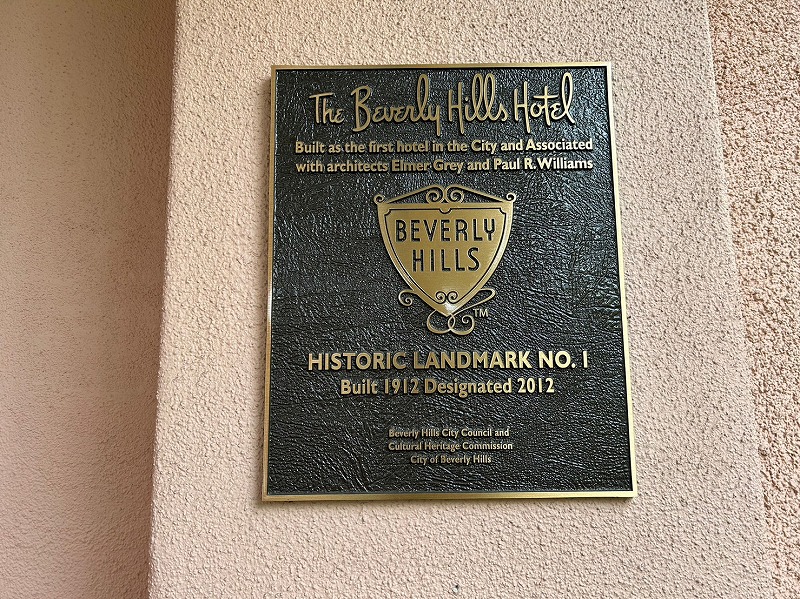 The Beverly Hills Hotel
Built as the first hotel in the City and Associated
with architects Elmer Grey and Paul R. Williams
BEVERLY
HILLS
TM
HISTORIC LANDMARK NO. 1
Built 1912 Designated 2012
Beverly Hills City Council and
Cultural Heritage Commission
City of Beverly Hills